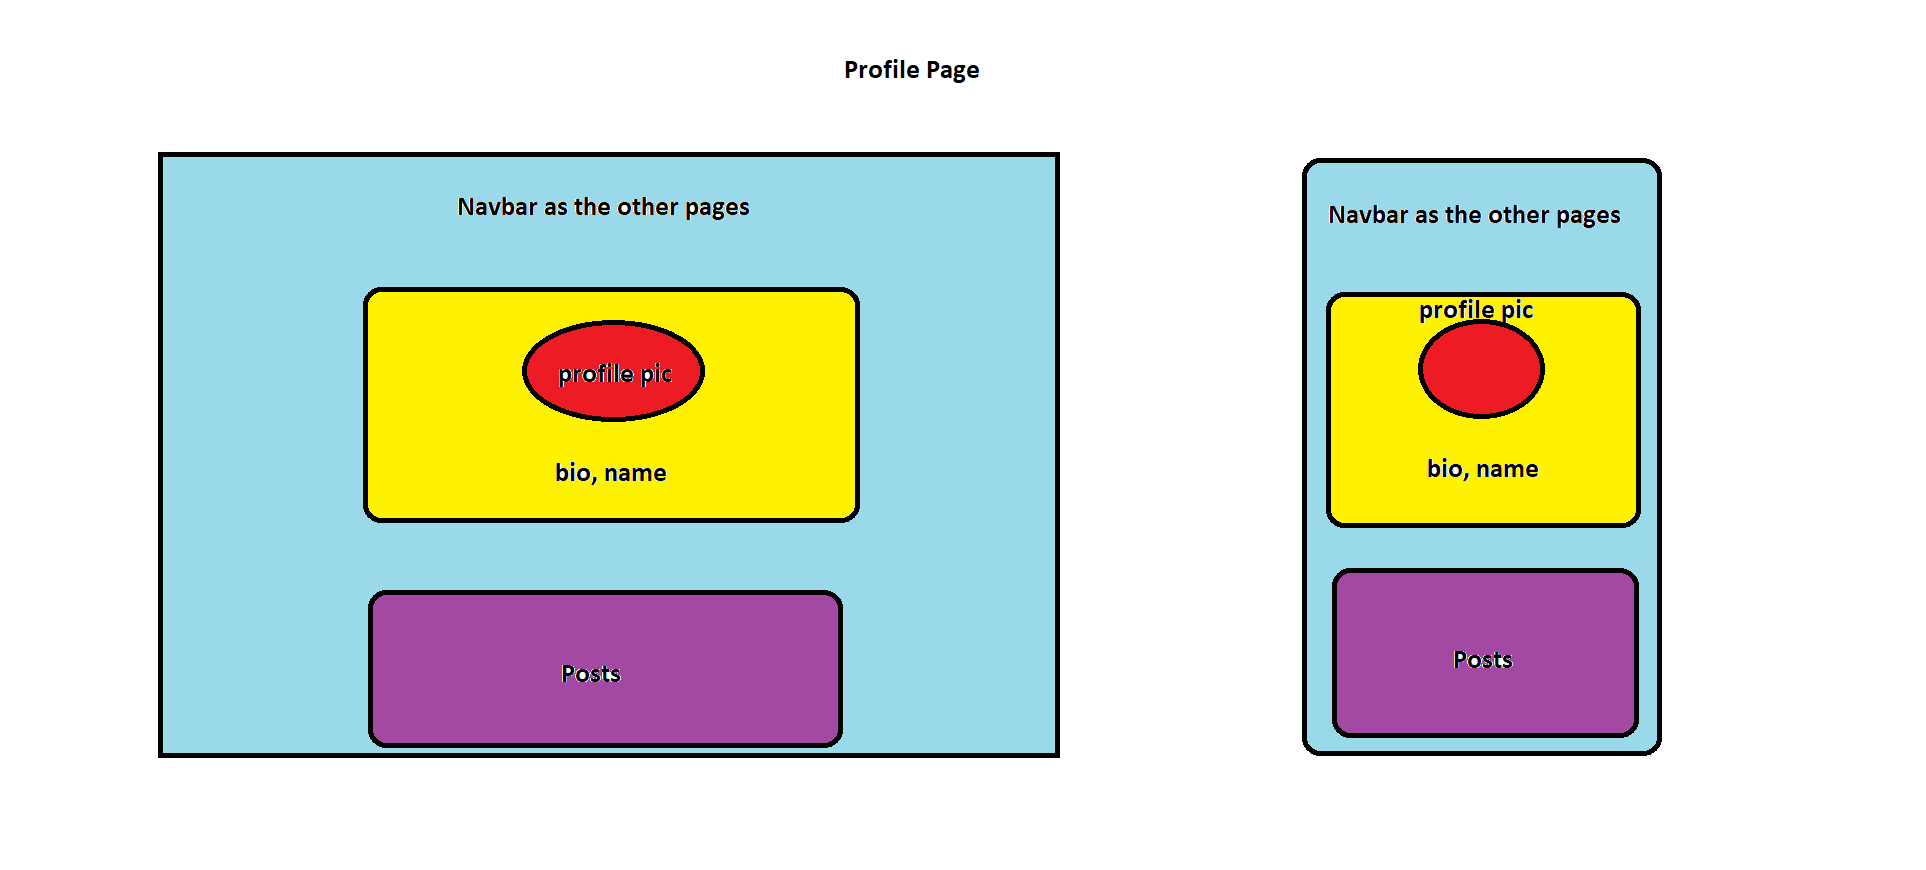 Profile Page
Navbar as the other pages
profile pic
bio, name
Posts
Navbar as the other pages
profile pic
bio, name
Posts